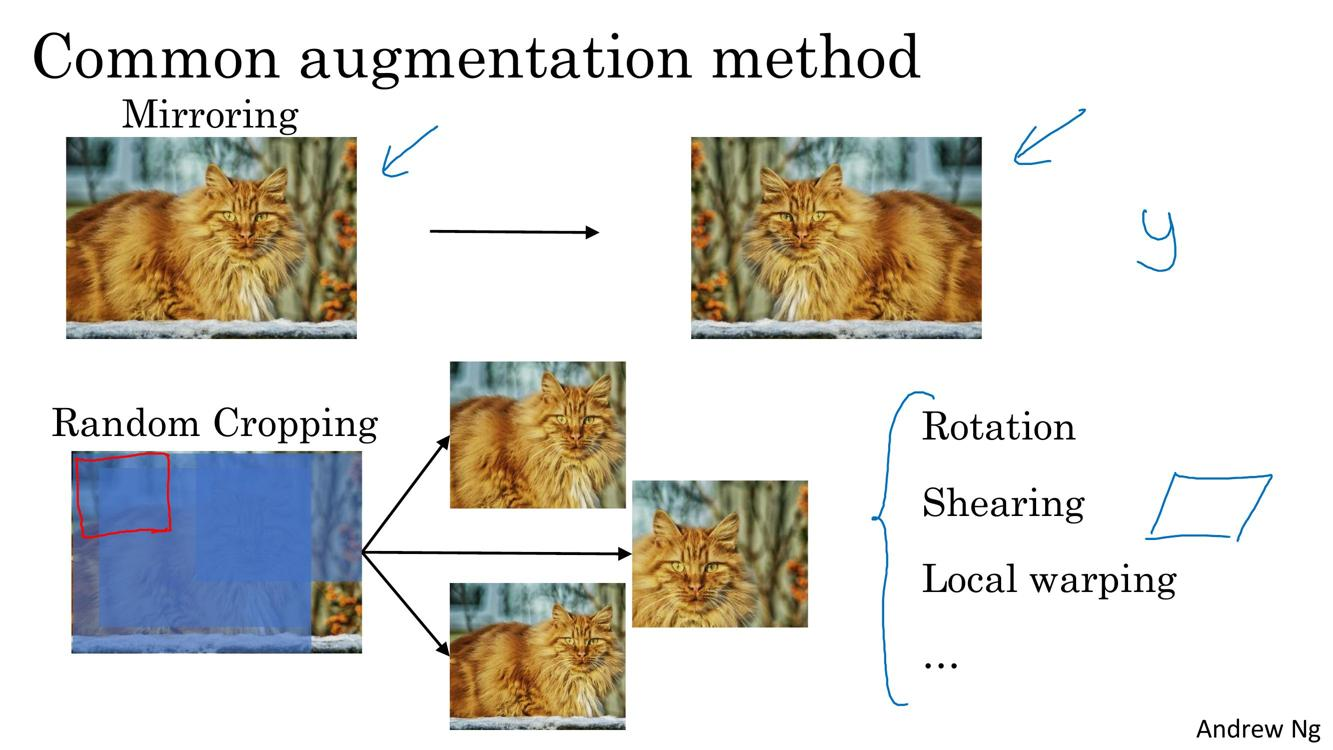 Common augmentation method
Mirroring
y
Random Cropping
Rotation
Shearing
Local warping
...
Andrew Ng